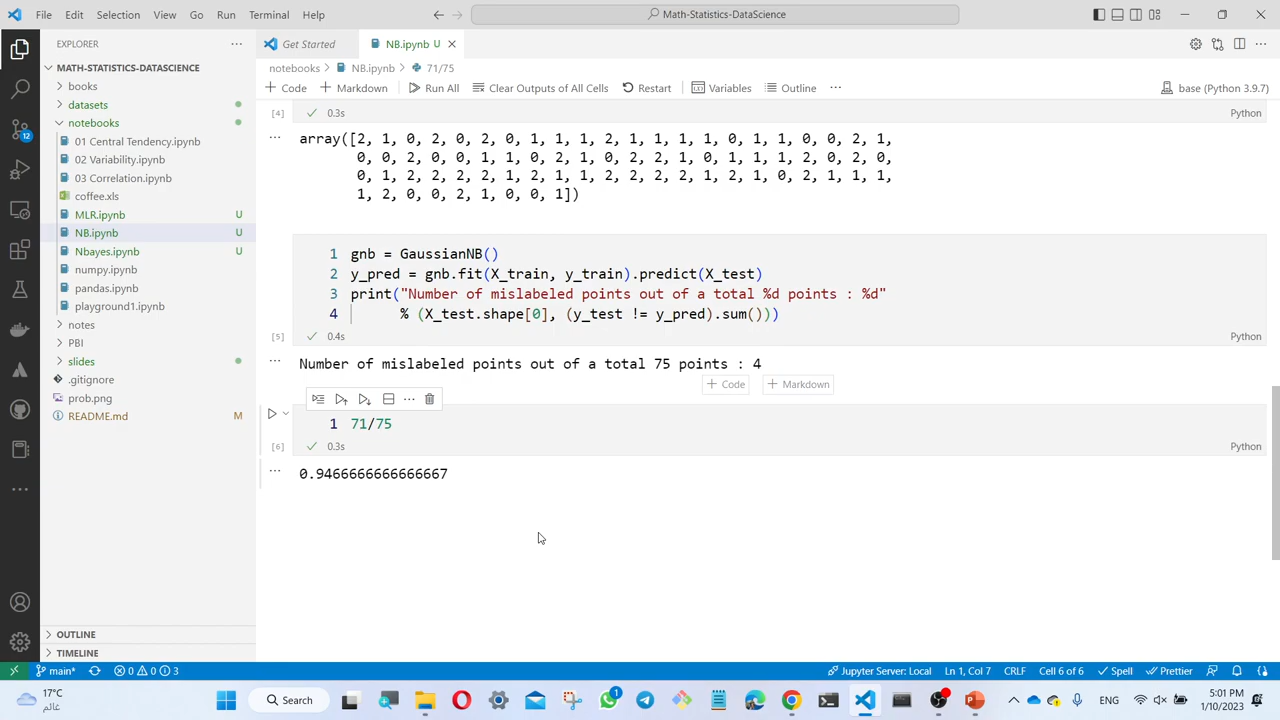 File Edit Selection View Go Run Terminal Help
Math-Statistics-DataScience
EXPLORER
Get Started
NB.ipynb U
MATH-STATISTICS-DATASCIENCE
books
datasets
notebooks
01 Central Tendency.ipynb
02 Variability.ipynb
03 Correlation.ipynb
coffee.xls
MLR.ipynb U
NB.ipynb U
Nbayes.ipynb U
numpy.ipynb
pandas.ipynb
playground1.ipynb
notes
PBI
slides
.gitignore
prob.png
README.md M
OUTLINE
TIMELINE
12
notebooks > NB.ipynb > 71/75
+ Code + Markdown Run All Clear Outputs of All Cells Restart Variables Outline ...
base (Python 3.9.7)
[4] 0.3s Python
array([2, 1, 0, 2, 0, 2, 0, 1, 1, 1, 2, 1, 1, 1, 1, 0, 1, 1, 0, 0, 2, 1,
0, 0, 2, 0, 0, 1, 1, 0, 2, 1, 0, 2, 2, 1, 0, 1, 1, 1, 2, 0, 2, 0,
0, 1, 2, 2, 2, 2, 1, 2, 1, 1, 2, 2, 2, 2, 1, 2, 1, 0, 2, 1, 1, 1,
1, 2, 0, 0, 2, 1, 0, 0, 1])
1 gnb = GaussianNB()
2 y_pred = gnb.fit(X_train, y_train).predict(X_test)
3 print("Number of mislabeled points out of a total %d points : %d"
4 % (X_test.shape[0], (y_test != y_pred).sum()))
[5] 0.4s Python
Number of mislabeled points out of a total 75 points : 4
+ Code + Markdown
1 71/75
[6] 0.3s Python
0.9466666666666667
main* 0 0 3
Jupyter Server: Local Ln 1, Col 7 CRLF Cell 6 of 6 Spell Prettier
17°C
غائم
Search
1
ENG
5:01 PM
1/10/2023